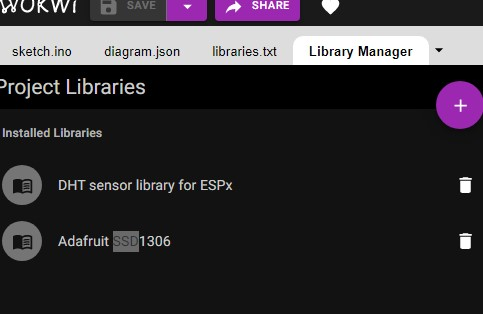 WOKWI SAVE SHARE
sketch.ino diagram.json libraries.txt Library Manager
Project Libraries
+
Installed Libraries
DHT sensor library for ESPx
Adafruit SSD1306